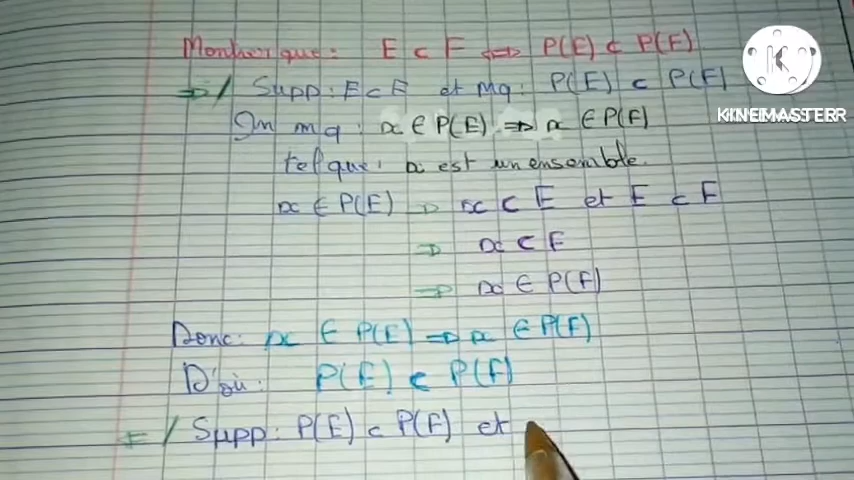 Montrer que: E ⊂ F ⟺ P(E) ⊂ P(F)
⇒/ Supp: E ⊂ F et Mq: P(E) ⊂ P(F)
On mq: x ∈ P(E) ⇒ x ∈ P(F)
tel que: x est un ensemble.
x ∈ P(E) ⇒ x ⊂ E et E ⊂ F
⇒ x ⊂ F
⇒ x ∈ P(F)
Donc: x ∈ P(E) ⇒ x ∈ P(F)
D'où: P(E) ⊂ P(F)
⇐/ Supp: P(E) ⊂ P(F) et
KINEMASTER